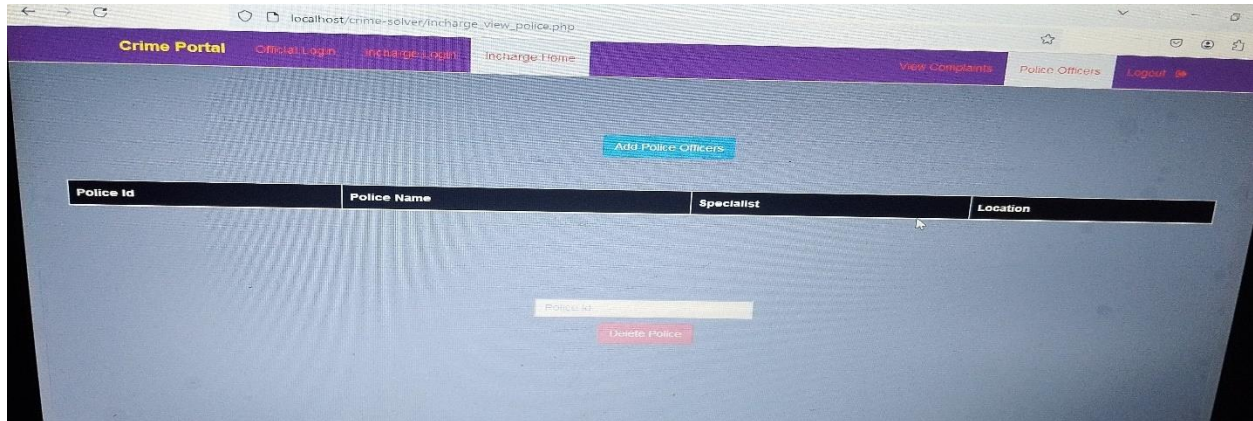 localhost/crime-solver/incharge_view_police.php
Crime Portal Official Login Incharge Login Incharge Home View Complaints Police Officers Logout
Add Police Officers
Police Id Police Name Specialist Location
Police Id
Delete Police